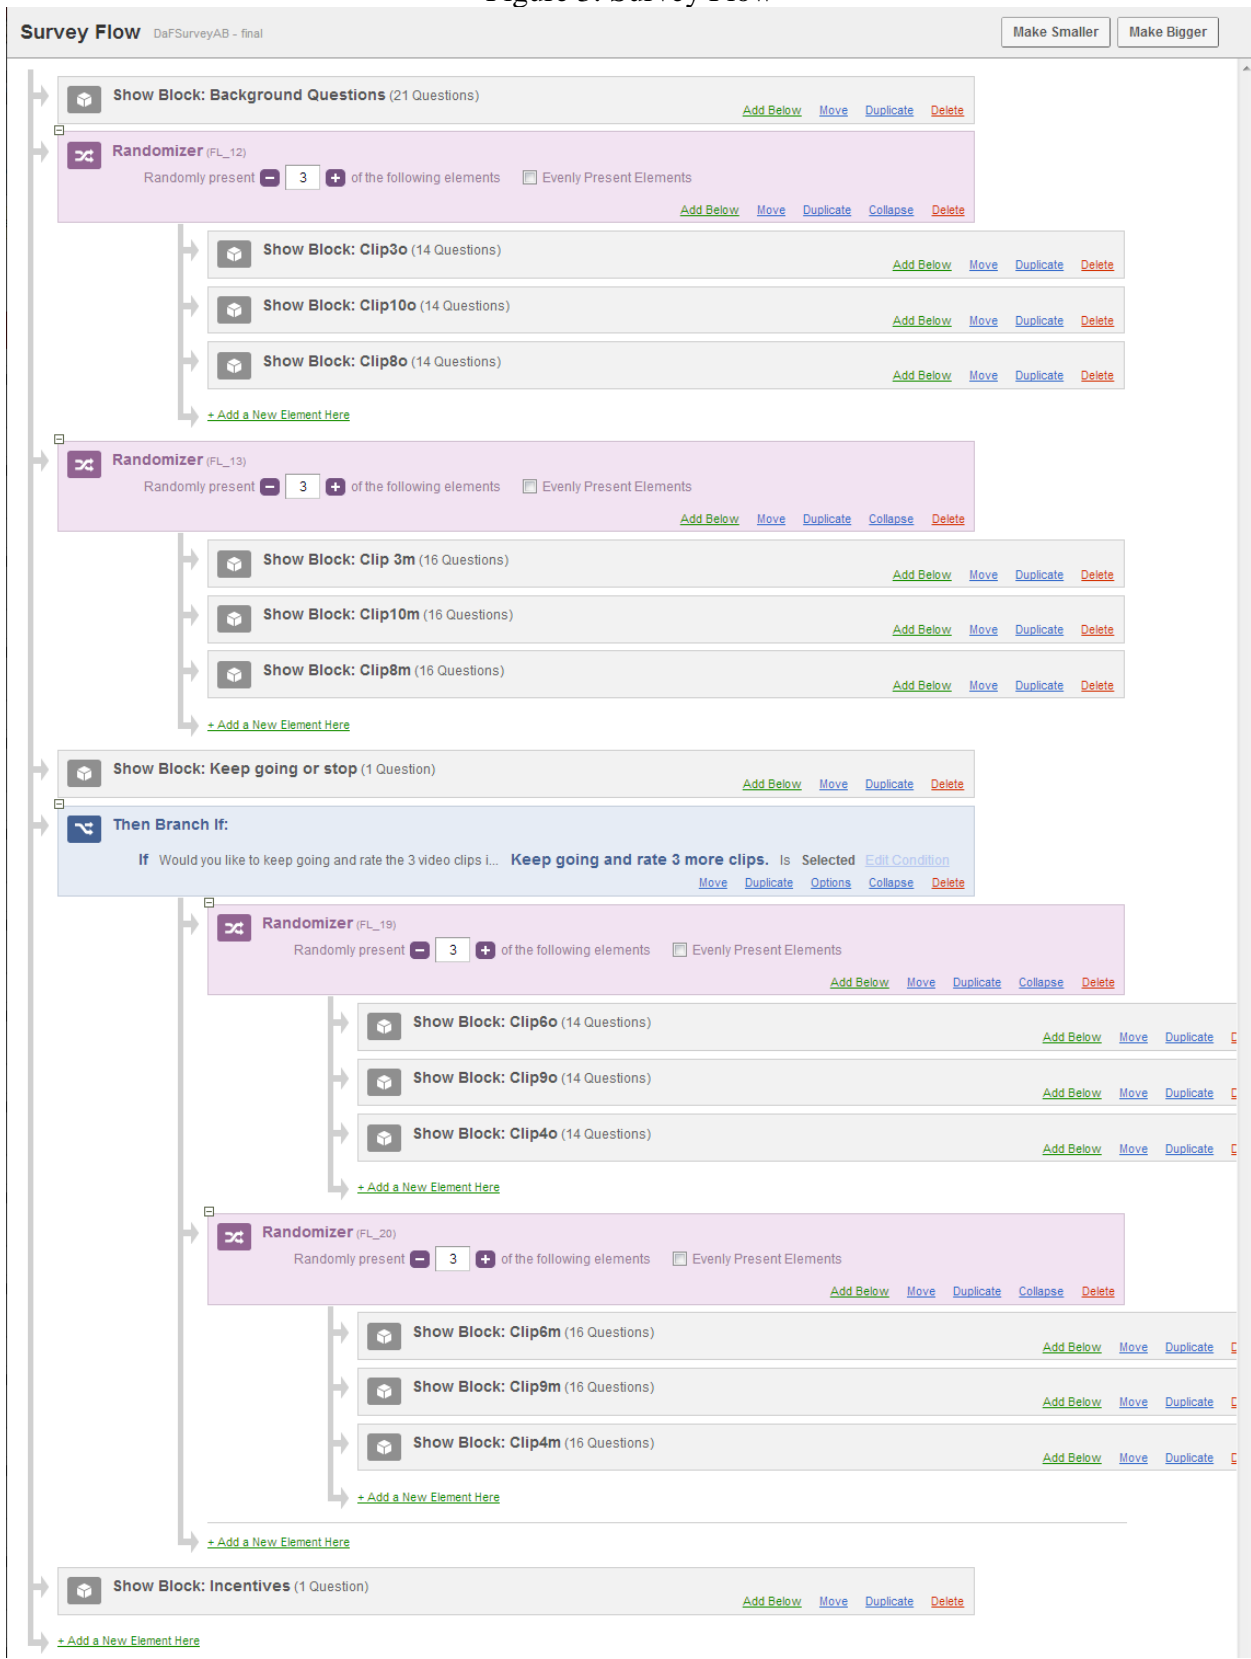 Figure 3: Survey Flow
Survey Flow DaFSurveyAB - final Make Smaller Make Bigger
Show Block: Background Questions (21 Questions)
Add Below Move Duplicate Delete
Randomizer (FL_12)
Randomly present 3 of the following elements Evenly Present Elements
Add Below Move Duplicate Collapse Delete
Show Block: Clip3o (14 Questions)
Add Below Move Duplicate Delete
Show Block: Clip10o (14 Questions)
Add Below Move Duplicate Delete
Show Block: Clip8o (14 Questions)
Add Below Move Duplicate Delete
+ Add a New Element Here
Randomizer (FL_13)
Randomly present 3 of the following elements Evenly Present Elements
Add Below Move Duplicate Collapse Delete
Show Block: Clip 3m (16 Questions)
Add Below Move Duplicate Delete
Show Block: Clip10m (16 Questions)
Add Below Move Duplicate Delete
Show Block: Clip8m (16 Questions)
Add Below Move Duplicate Delete
+ Add a New Element Here
Show Block: Keep going or stop (1 Question)
Add Below Move Duplicate Delete
Then Branch If:
If Would you like to keep going and rate the 3 video clips i... Keep going and rate 3 more clips. Is Selected Edit Condition
Move Duplicate Options Collapse Delete
Randomizer (FL_19)
Randomly present 3 of the following elements Evenly Present Elements
Add Below Move Duplicate Collapse Delete
Show Block: Clip6o (14 Questions)
Add Below Move Duplicate
Show Block: Clip9o (14 Questions)
Add Below Move Duplicate
Show Block: Clip4o (14 Questions)
Add Below Move Duplicate
+ Add a New Element Here
Randomizer (FL_20)
Randomly present 3 of the following elements Evenly Present Elements
Add Below Move Duplicate Collapse Delete
Show Block: Clip6m (16 Questions)
Add Below Move Duplicate
Show Block: Clip9m (16 Questions)
Add Below Move Duplicate
Show Block: Clip4m (16 Questions)
Add Below Move Duplicate
+ Add a New Element Here
+ Add a New Element Here
Show Block: Incentives (1 Question)
Add Below Move Duplicate Delete
+ Add a New Element Here